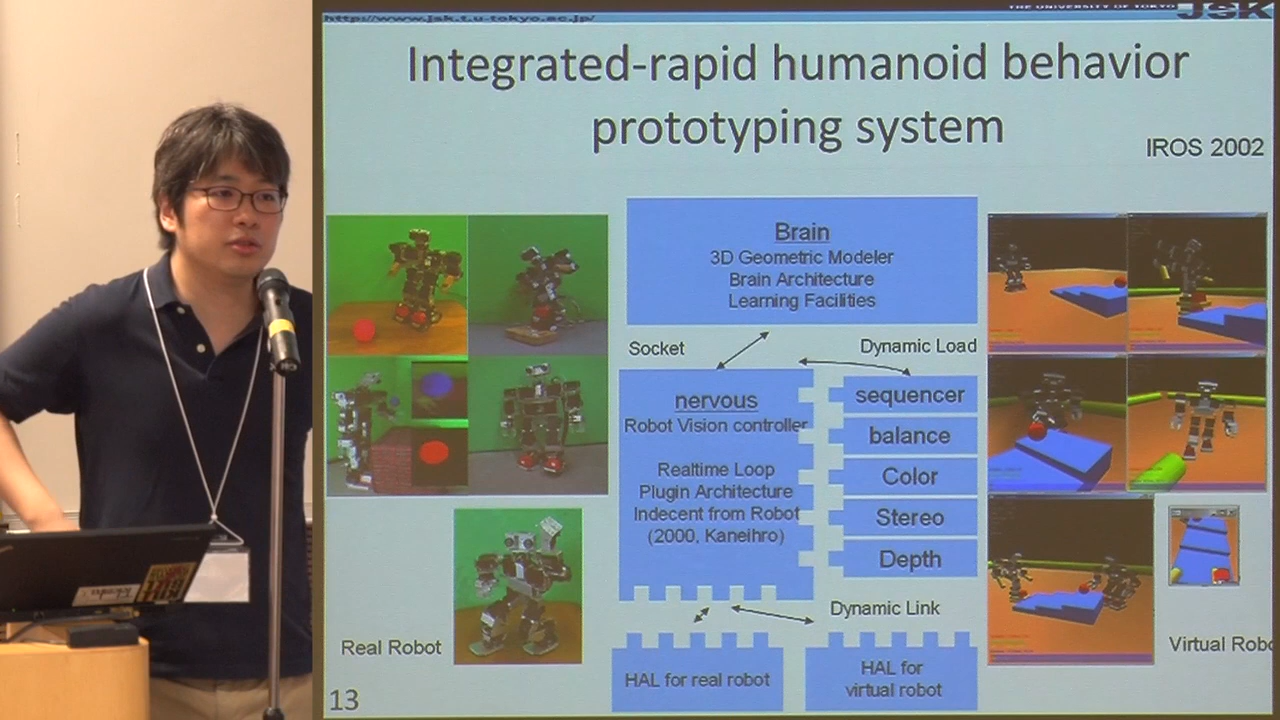 http://www.jsk.t.u-tokyo.ac.jp/
THE UNIVERSITY OF TOKYO JSK
Integrated-rapid humanoid behavior
prototyping system
IROS 2002
Brain
3D Geometric Modeler
Brain Architecture
Learning Facilities
Socket
Dynamic Load
nervous
Robot Vision controller
Realtime Loop
Plugin Architecture
Indecent from Robot
(2000, Kaneihro)
sequencer
balance
Color
Stereo
Depth
Dynamic Link
Real Robot
Virtual Robo
HAL for real robot
HAL for
virtual robot
13